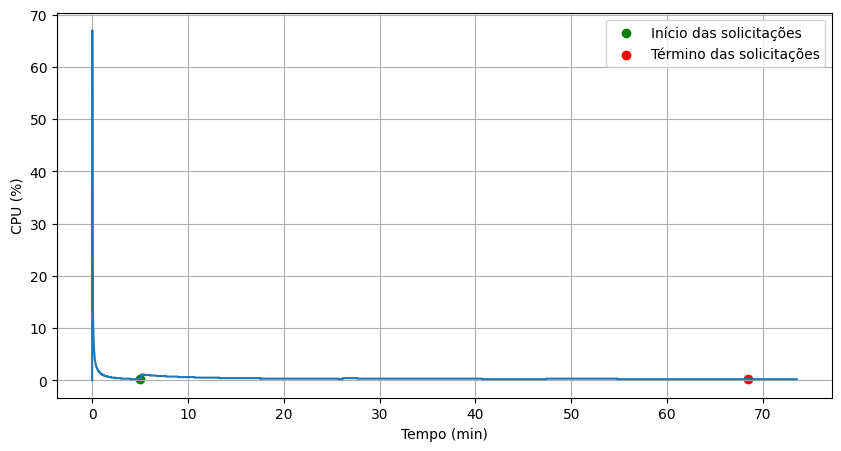 70
60
50
40
30
20
10
0
CPU (%)
Início das solicitações
Término das solicitações
0 10 20 30 40 50 60 70
Tempo (min)